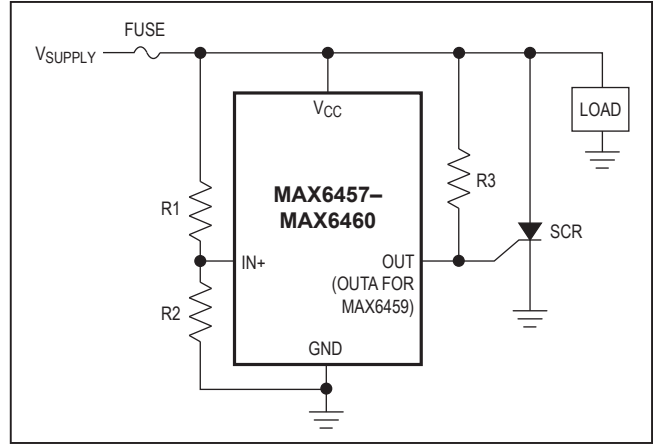 FUSE
VSUPPLY
VCC
LOAD
MAX6457–
MAX6460
R3
R1
SCR
IN+
OUT
(OUTA FOR
MAX6459)
R2
GND